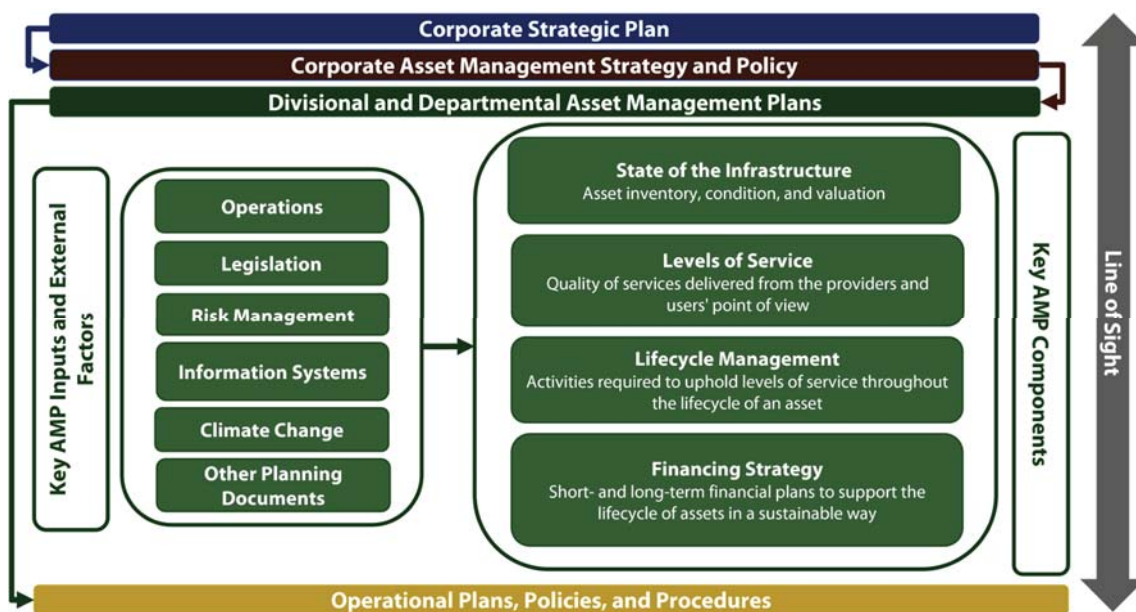 Corporate Strategic Plan
Corporate Asset Management Strategy and Policy
Divisional and Departmental Asset Management Plans
Key AMP Inputs and External
Factors
Operations
Legislation
Risk Management
Information Systems
Climate Change
Other Planning
Documents
State of the Infrastructure
Asset inventory, condition, and valuation
Levels of Service
Quality of services delivered from the providers and
users' point of view
Lifecycle Management
Activities required to uphold levels of service throughout
the lifecycle of an asset
Financing Strategy
Short- and long-term financial plans to support the
lifecycle of assets in a sustainable way
Key AMP Components
Line of Sight
Operational Plans, Policies, and Procedures